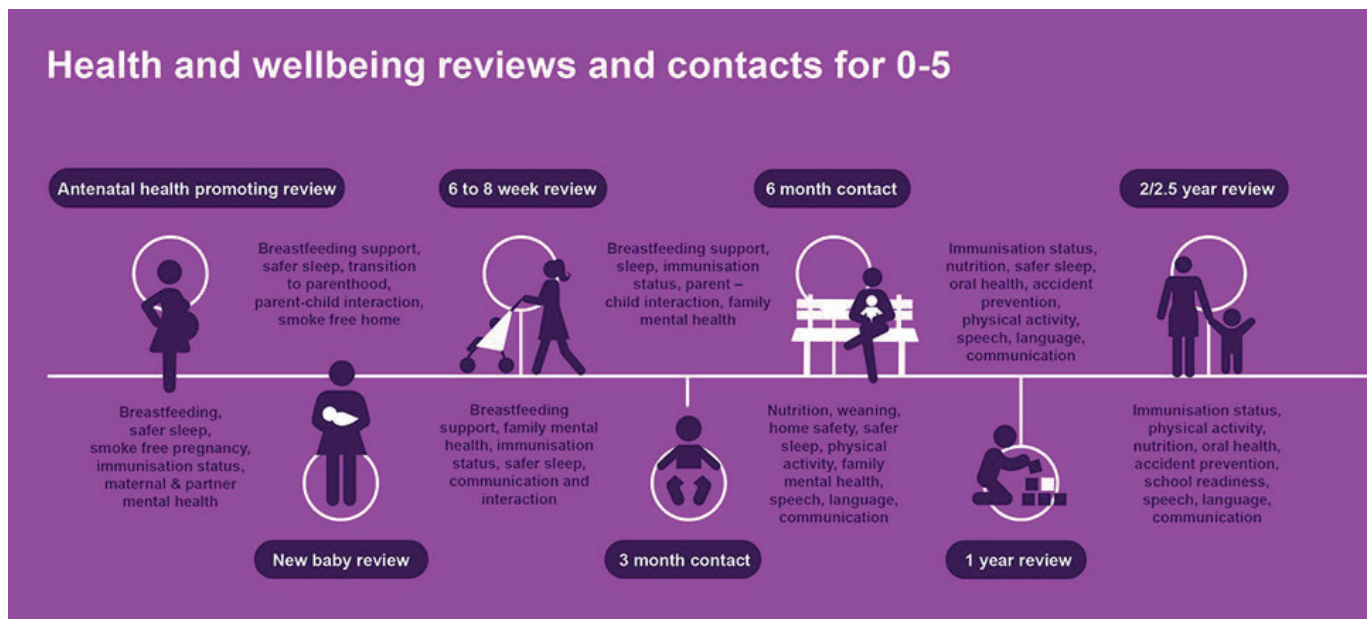 Health and wellbeing reviews and contacts for 0-5
Antenatal health promoting review
Breastfeeding,
safer sleep,
smoke free pregnancy,
immunisation status,
maternal & partner
mental health
Breastfeeding support,
safer sleep, transition
to parenthood,
parent-child interaction,
smoke free home
New baby review
6 to 8 week review
Breastfeeding
support, family mental
health, immunisation
status, safer sleep,
communication and
interaction
Breastfeeding support,
sleep, immunisation
status, parent –
child interaction, family
mental health
3 month contact
6 month contact
Nutrition, weaning,
home safety, safer
sleep, physical
activity, family
mental health,
speech, language,
communication
Immunisation status,
nutrition, safer sleep,
oral health, accident
prevention,
physical activity,
speech, language,
communication
1 year review
2/2.5 year review
Immunisation status,
physical activity,
nutrition, oral health,
accident prevention,
school readiness,
speech, language,
communication